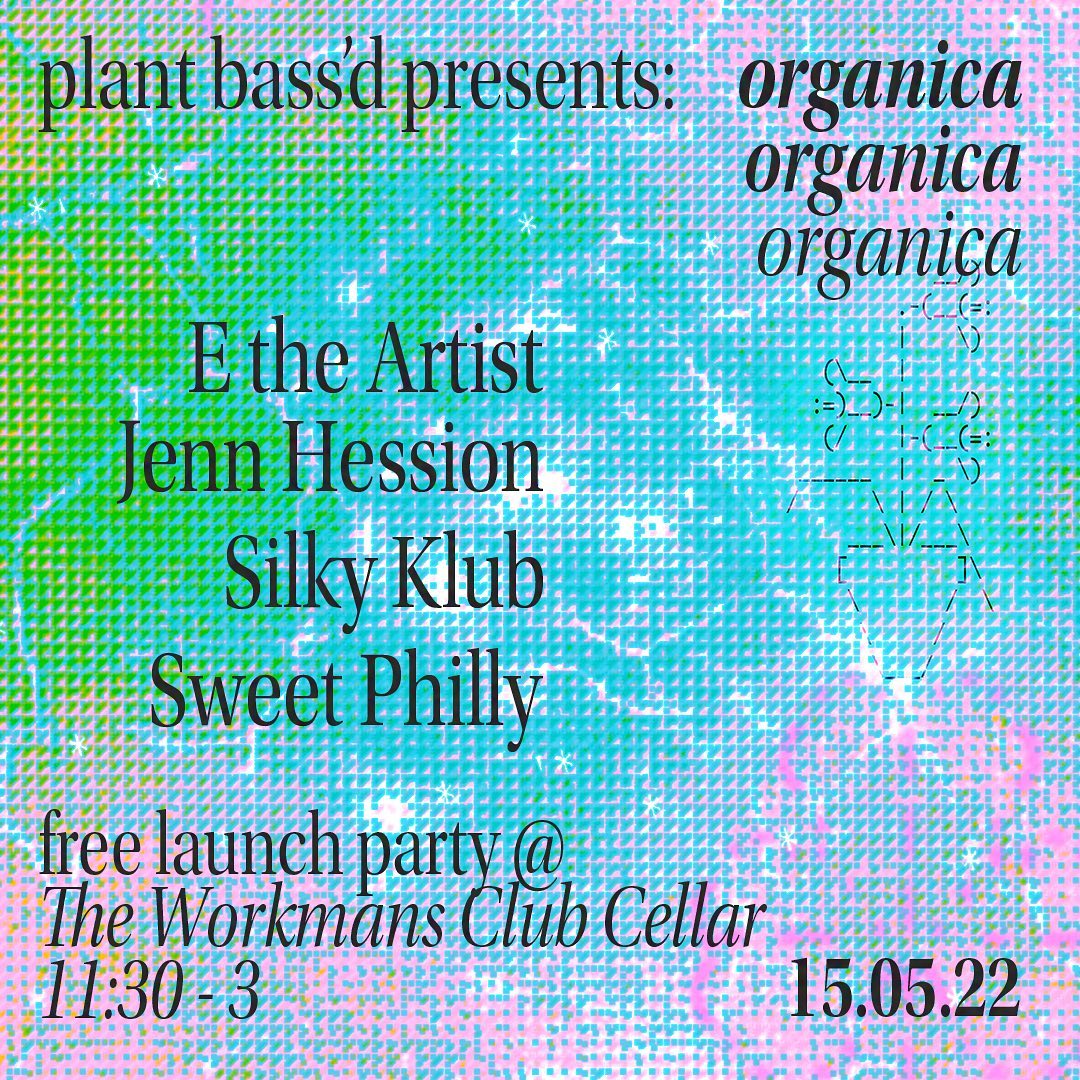 plant bass'd presents: organica
organica
organica
E the Artist
Jenn Hession
Silky Klub
Sweet Philly
free launch party @
The Workmans Club Cellar
11:30 - 3
15.05.22